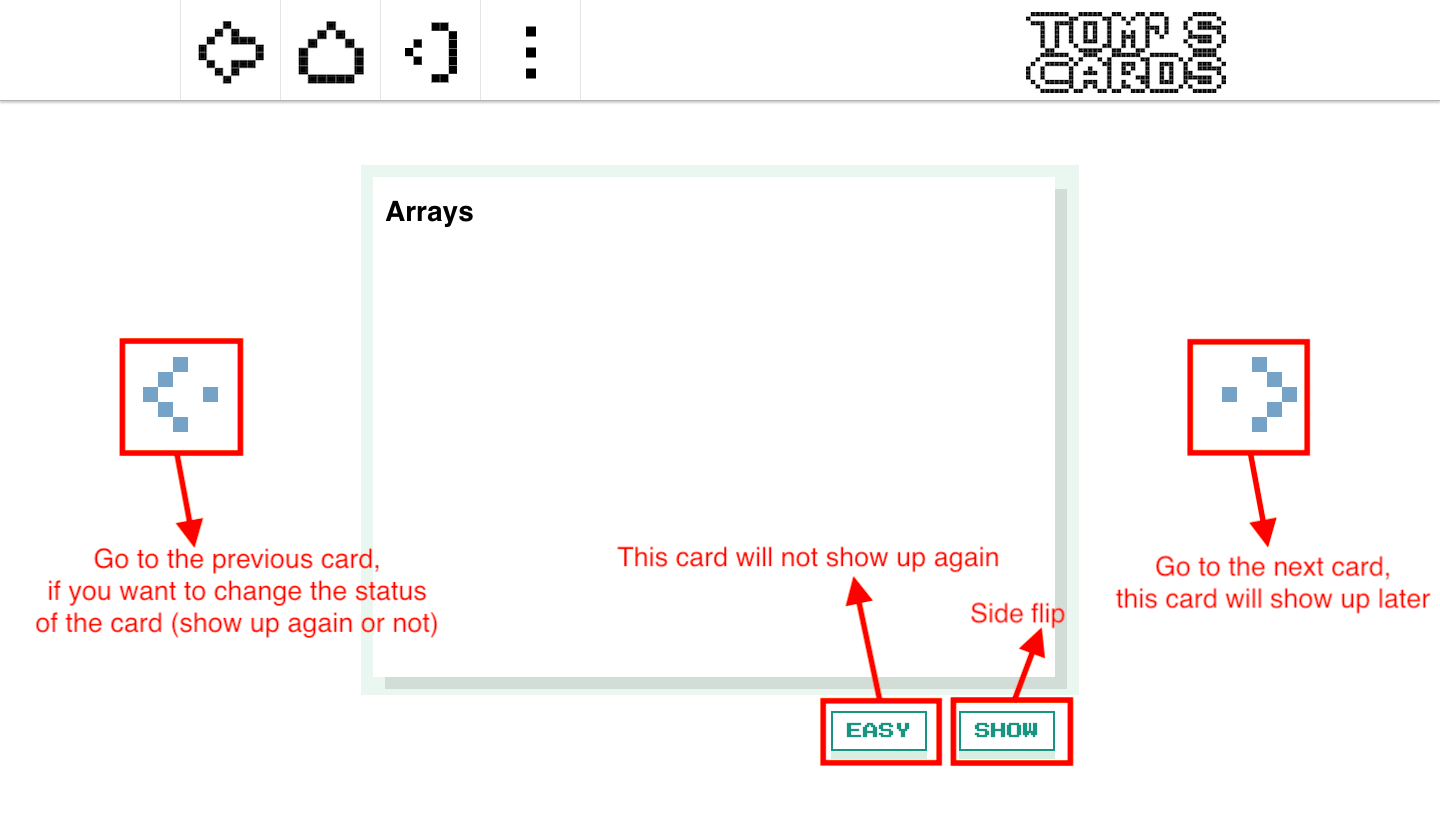 TOM'S
CARDS
Arrays
Go to the previous card,
if you want to change the status
of the card (show up again or not)
This card will not show up again
Side flip
Go to the next card,
this card will show up later
EASY
SHOW